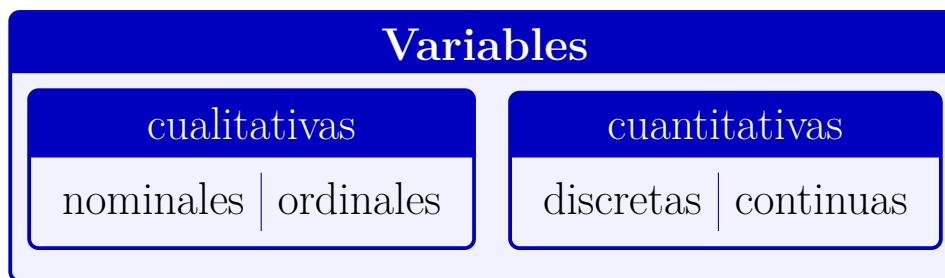 Variables
cualitativas
nominales | ordinales
cuantitativas
discretas | continuas